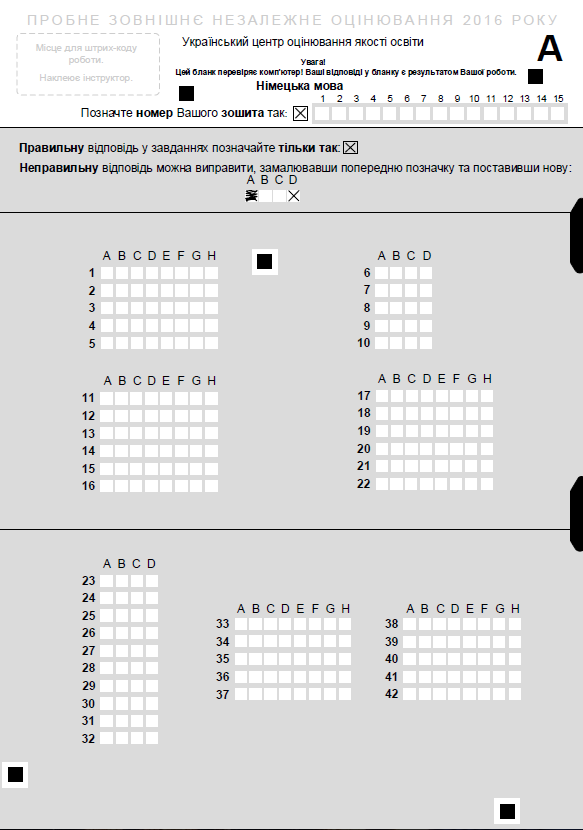 ПРОБНЕ ЗОВНІШНЄ НЕЗАЛЕЖНЕ ОЦІНЮВАННЯ 2016 РОКУ
Місце для штрих-коду
роботи.
Наклеює інструктор.
Український центр оцінювання якості освіти
A
Увага!
Цей бланк перевіряє комп'ютер! Ваші відповіді у бланку є результатом Вашої роботи.
Німецька мова
1 2 3 4 5 6 7 8 9 10 11 12 13 14 15
Позначте номер Вашого зошита так:
Правильну відповідь у завданнях позначайте тільки так:
Неправильну відповідь можна виправити, замалювавши попередню позначку та поставивши нову:
A B C D
A B C D E F G H
1
2
3
4
5
A B C D
6
7
8
9
10
A B C D E F G H
11
12
13
14
15
16
A B C D E F G H
17
18
19
20
21
22
A B C D
23
24
25
26
27
28
29
30
31
32
A B C D E F G H
33
34
35
36
37
A B C D E F G H
38
39
40
41
42